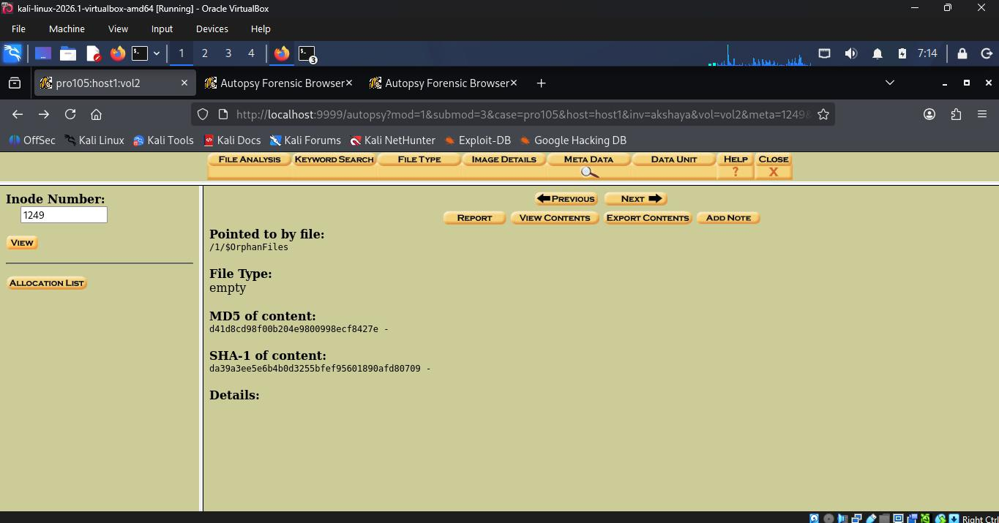 kali-linux-2026.1-virtualbox-amd64 [Running] - Oracle VirtualBox
File Machine View Input Devices Help
1 2 3 4 3 7:14
pro105:host1:vol2 Autopsy Forensic Browser Autopsy Forensic Browser
http://localhost:9999/autopsy?mod=1&submod=3&case=pro105&host=host1&inv=akshaya&vol=vol2&meta=1249&
OffSec Kali Linux Kali Tools Kali Docs Kali Forums Kali NetHunter Exploit-DB Google Hacking DB
FILE ANALYSIS KEYWORD SEARCH FILE TYPE IMAGE DETAILS META DATA DATA UNIT HELP CLOSE
? X
Inode Number:
1249
VIEW
ALLOCATION LIST
PREVIOUS NEXT
REPORT VIEW CONTENTS EXPORT CONTENTS ADD NOTE
Pointed to by file:
/1/$OrphanFiles
File Type:
empty
MD5 of content:
d41d8cd98f00b204e9800998ecf8427e -
SHA-1 of content:
da39a3ee5e6b4b0d3255bfef95601890afd80709 -
Details:
Right Ctrl